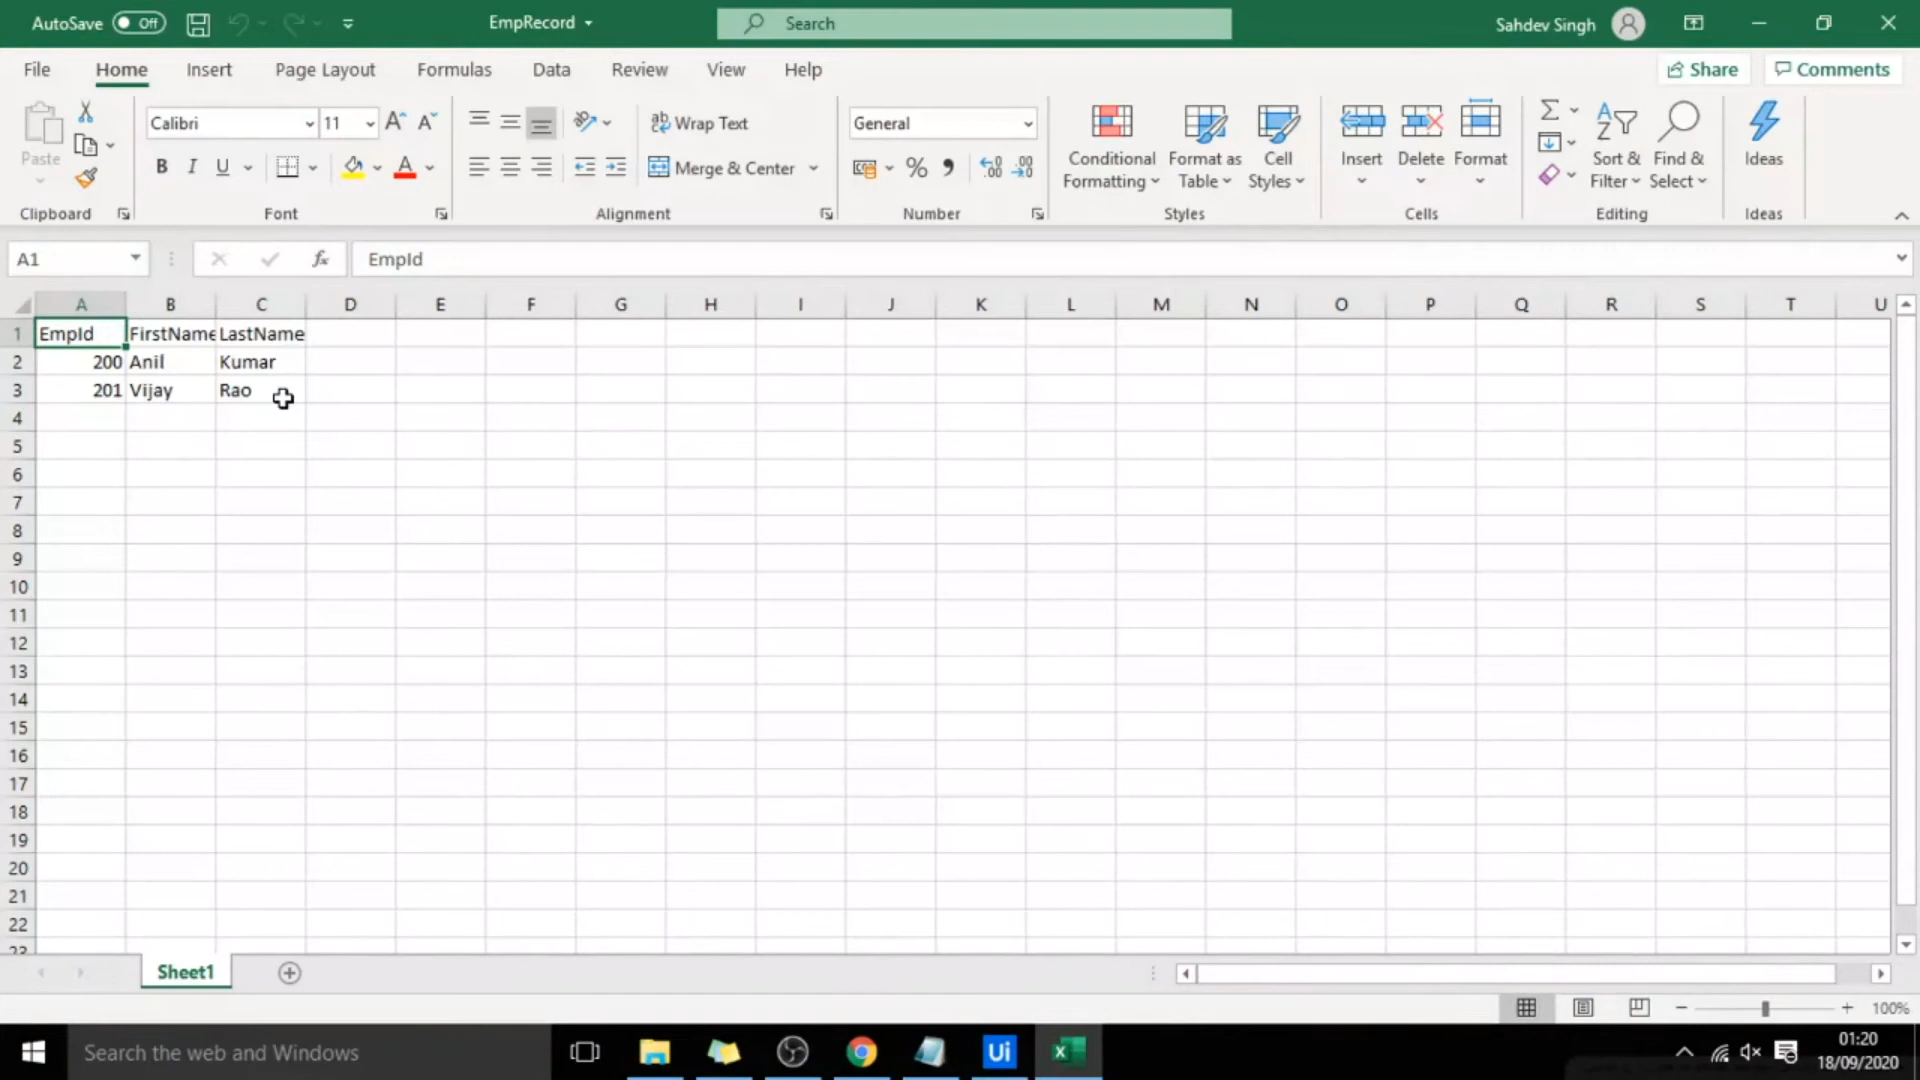 AutoSave Off EmpRecord Search Sahdev Singh
File Home Insert Page Layout Formulas Data Review View Help Share Comments
Paste
Calibri 11
B I U A
Wrap Text
Merge & Center
General
% 9
Conditional Formatting
Format as Table
Cell Styles
Insert Delete Format
Sort & Filter
Find & Select
Ideas
Clipboard Font Alignment Number Styles Cells Editing Ideas
A1 fx EmpId
A B C D E F G H I J K L M N O P Q R S T U
1 EmpId FirstName LastName
2 200 Anil Kumar
3 201 Vijay Rao
4
5
6
7
8
9
10
11
12
13
14
15
16
17
18
19
20
21
22
23
Sheet1
100%
Search the web and Windows Ui 01:20
18/09/2020